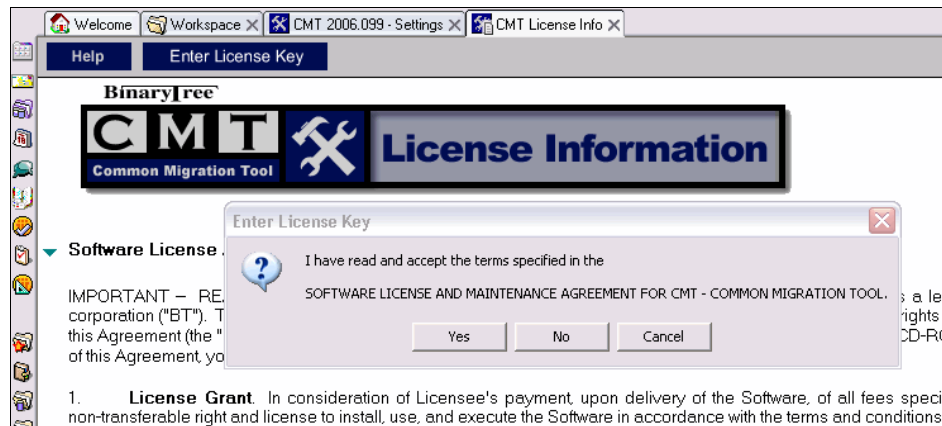 Welcome Workspace CMT 2006.099 - Settings CMT License Info
Help Enter License Key
BinaryTree
CMT
Common Migration Tool
License Information
Enter License Key
Software License
I have read and accept the terms specified in the
SOFTWARE LICENSE AND MAINTENANCE AGREEMENT FOR CMT - COMMON MIGRATION TOOL.
IMPORTANT – RE s a le
corporation ("BT"). T rights
this Agreement (the " CD-RO
Yes No Cancel
of this Agreement, yo
1. License Grant. In consideration of Licensee's payment, upon delivery of the Software, of all fees speci
non-transferable right and license to install, use, and execute the Software in accordance with the terms and conditions